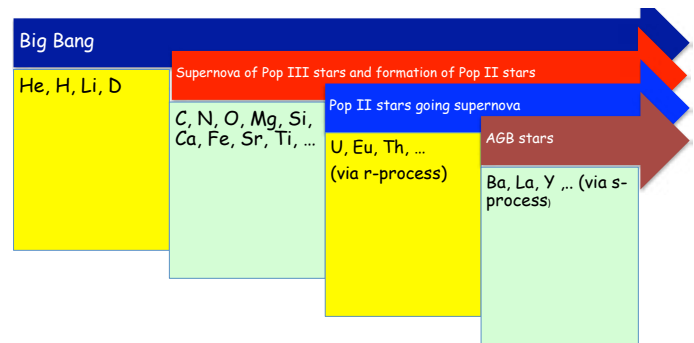 Big Bang
He, H, Li, D
Supernova of Pop III stars and formation of Pop II stars
C, N, O, Mg, Si,
Ca, Fe, Sr, Ti, …
Pop II stars going supernova
U, Eu, Th, …
(via r-process)
AGB stars
Ba, La, Y ,.. (via s-
process)